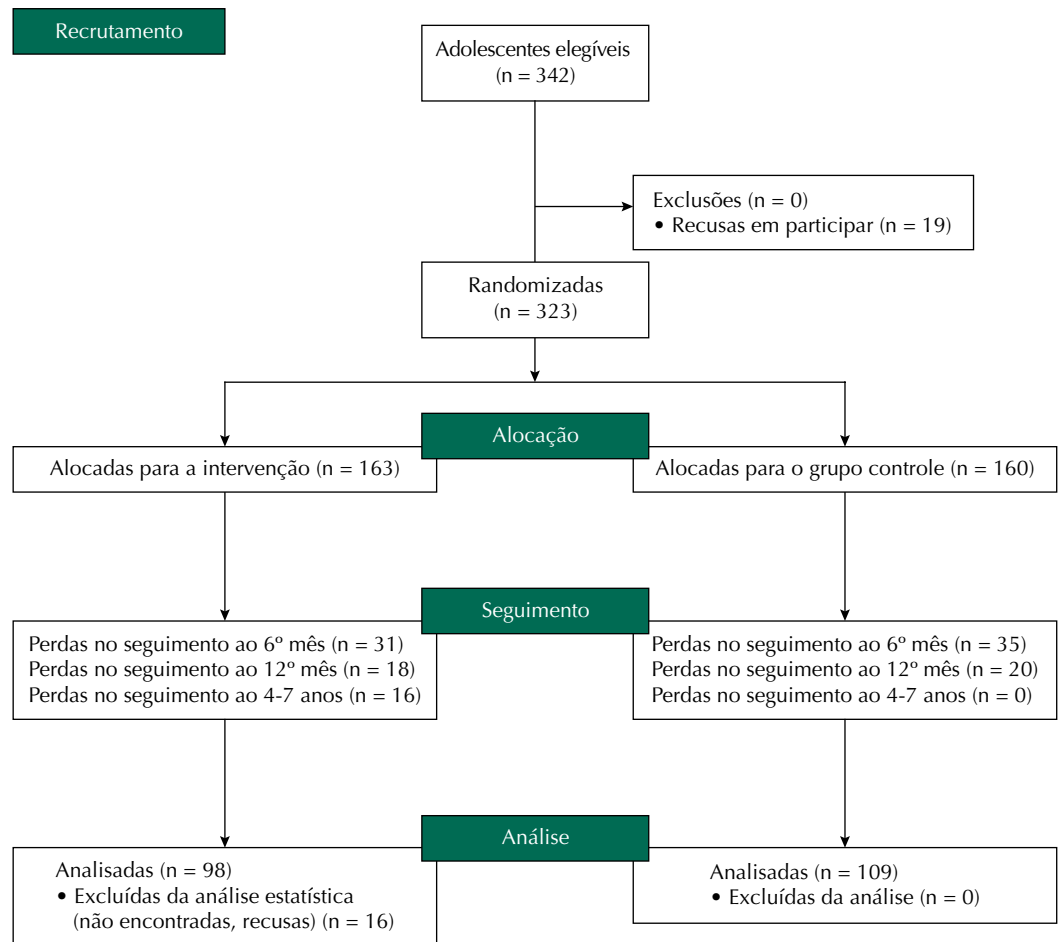 Recrutamento
Adolescentes elegíveis
(n = 342)
Exclusões (n = 0)
• Recusas em participar (n = 19)
Randomizadas
(n = 323)
Alocação
Alocadas para a intervenção (n = 163)
Alocadas para o grupo controle (n = 160)
Seguimento
Perdas no seguimento ao 6º mês (n = 31)
Perdas no seguimento ao 12º mês (n = 18)
Perdas no seguimento ao 4-7 anos (n = 16)
Perdas no seguimento ao 6º mês (n = 35)
Perdas no seguimento ao 12º mês (n = 20)
Perdas no seguimento ao 4-7 anos (n = 0)
Análise
Analisadas (n = 98)
• Excluídas da análise estatística
(não encontradas, recusas) (n = 16)
Analisadas (n = 109)
• Excluídas da análise (n = 0)